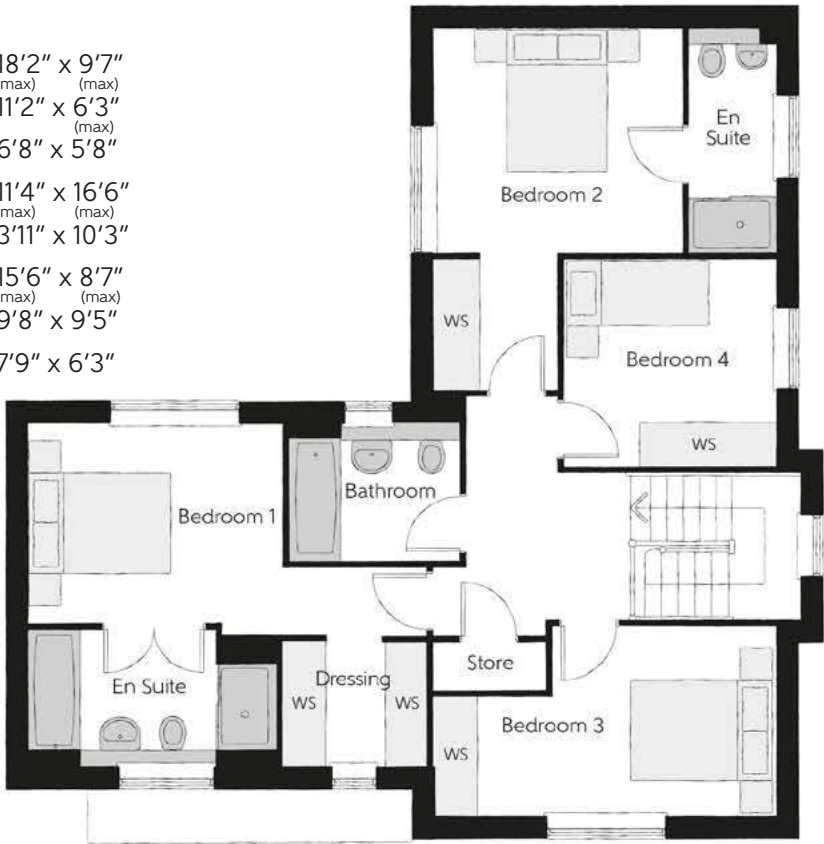 18'2" x 9'7"
(max) (max)
11'2" x 6'3"
(max)
6'8" x 5'8"
11'4" x 16'6"
(max) (max)
3'11" x 10'3"
15'6" x 8'7"
(max) (max)
9'8" x 9'5"
7'9" x 6'3"
En
Suite
Bedroom 2
WS
Bedroom 4
WS
Bathroom
Bedroom 1
Store
Dressing
En Suite
WS
WS
Bedroom 3
WS